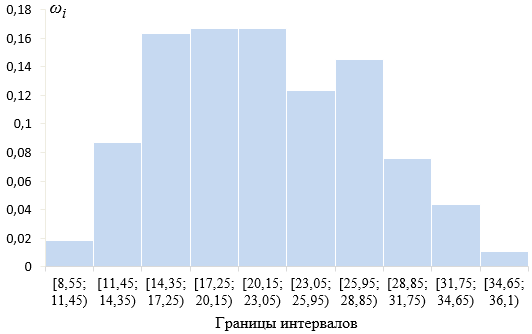 0,18
ωi
0,16
0,14
0,12
0,1
0,08
0,06
0,04
0,02
0
[8,55; [11,45; [14,35; [17,25; [20,15; [23,05; [25,95; [28,85; [31,75; [34,65;
11,45) 14,35) 17,25) 20,15) 23,05) 25,95) 28,85) 31,75) 34,65) 36,1)
Границы интервалов